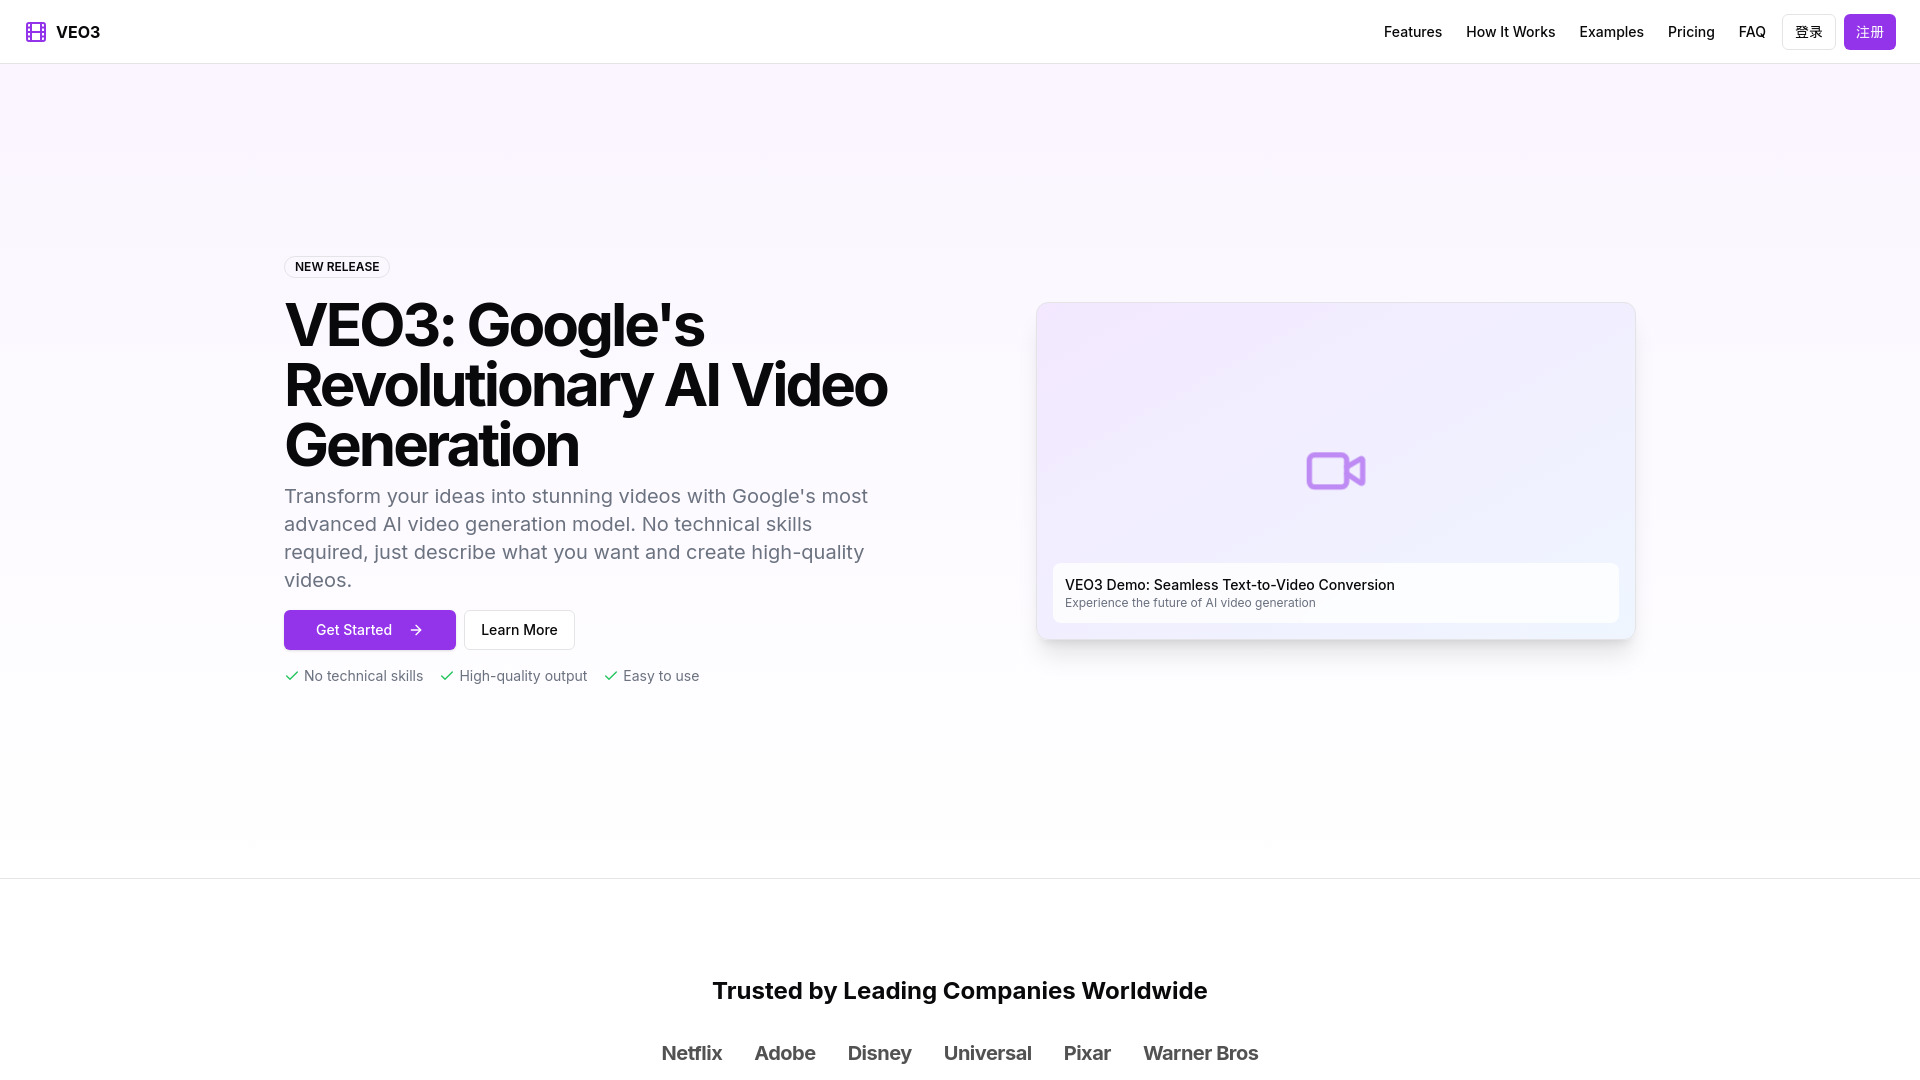 VEO3
Features
How It Works
Examples
Pricing
FAQ
登录
注册
NEW RELEASE
VEO3: Google's
Revolutionary AI Video
Generation
Transform your ideas into stunning videos with Google's most
advanced AI video generation model. No technical skills
required, just describe what you want and create high-quality
videos.
Get Started
Learn More
No technical skills
High-quality output
Easy to use
VEO3 Demo: Seamless Text-to-Video Conversion
Experience the future of AI video generation
Trusted by Leading Companies Worldwide
Netflix
Adobe
Disney
Universal
Pixar
Warner Bros